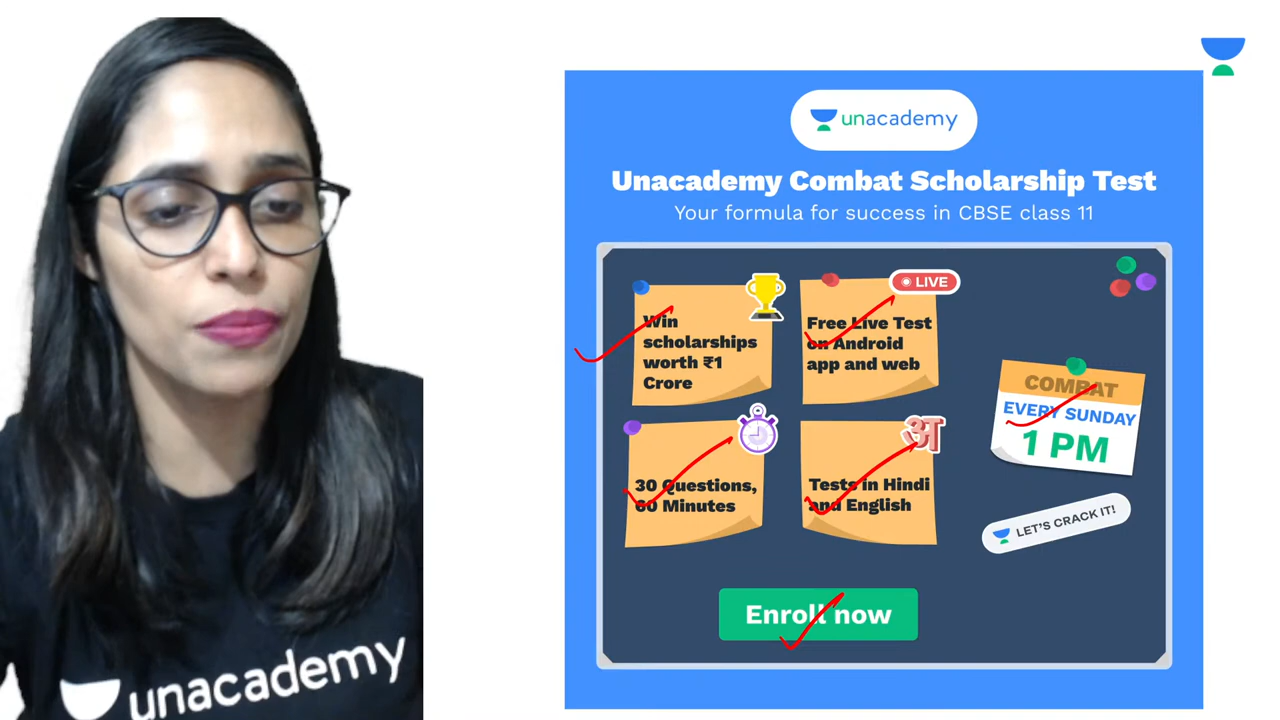 unacademy
Unacademy Combat Scholarship Test
Your formula for success in CBSE class 11
Win
scholarships
worth ₹1
Crore
LIVE
Free Live Test
on Android
app and web
COMBAT
EVERY SUNDAY
1 PM
30 Questions,
60 Minutes
अ
Tests in Hindi
and English
LET'S CRACK IT!
Enroll now
unacademy